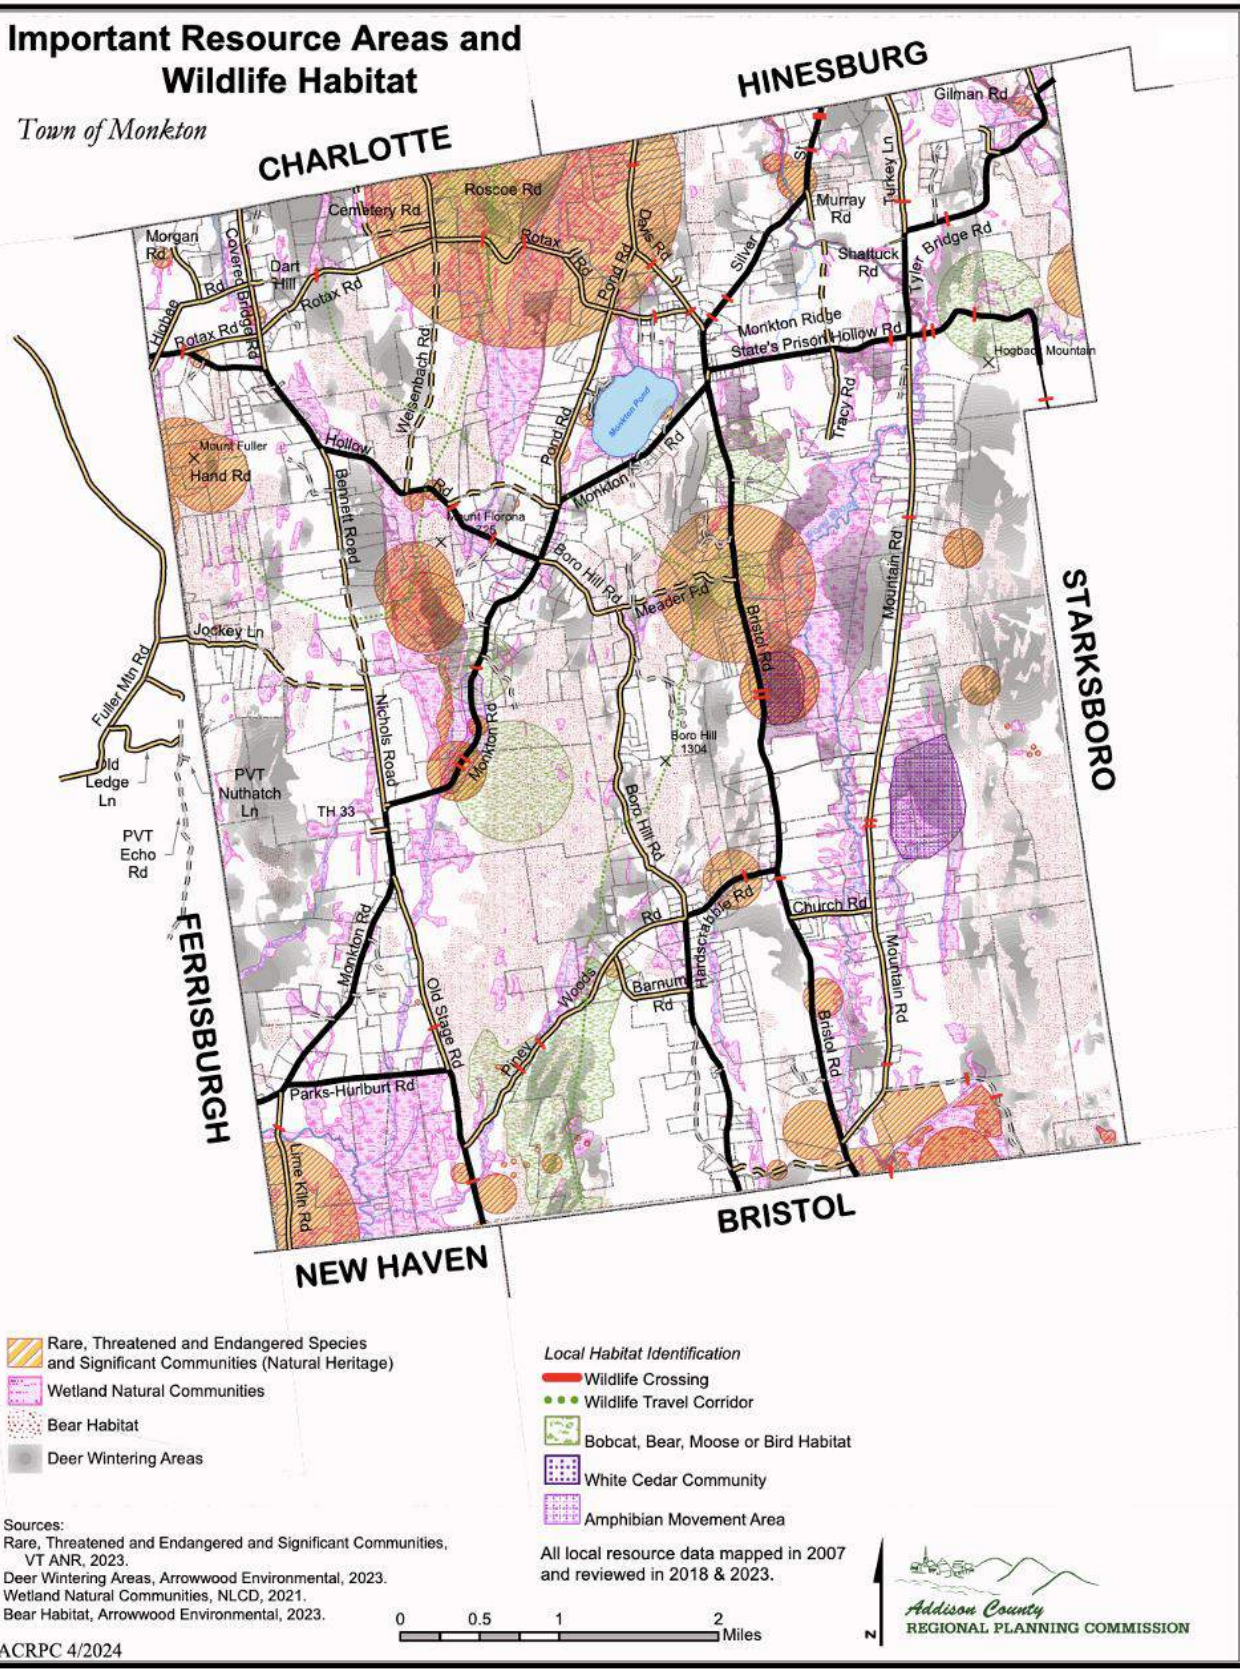 Important Resource Areas and
Wildlife Habitat
Town of Monkton
HINESBURG
CHARLOTTE
Gilman Rd
Roscoe Rd
Cemetery Rd
Turkey Ln
St
Murray
Rd
Morgan
Rd
Covered Bridge Rd
Rotax
Rd
Davis Rd
Pond Rd
Silver
Shattuck
Rd
Tyler
Bridge Rd
Dart
Hill
Rd
Rotax Rd
Higbee
Rotax Rd
Monkton Ridge
State's Prison Hollow Rd
Hogback Mountain
Weisenbach Rd
Monkton Pond
Tracy Rd
Pond Rd
Mount Fuller
Hand Rd
Hollow
Rd
Bennett Road
Monkton
Rd
Mount Florona
725
Boro Hill Rd
Meader Rd
Mountain Rd
Bristol Rd
STARKSBORO
Jockey Ln
Fuller Mtn Rd
Nichols Road
Monkton Rd
Boro Hill
1304
Old
Ledge
Ln
PVT
Nuthatch
Ln
TH 33
PVT
Echo
Rd
Boro Hill Rd
FERRISBURGH
Monkton Rd
Rd
Hardscrabble Rd
Church Rd
Woods
Barnum
Rd
Old Stage Rd
Mountain Rd
Bristol Rd
Piney
Parks-Hurlburt Rd
Lime Kiln Rd
BRISTOL
NEW HAVEN
Rare, Threatened and Endangered Species
and Significant Communities (Natural Heritage)
Wetland Natural Communities
Bear Habitat
Deer Wintering Areas
Local Habitat Identification
Wildlife Crossing
Wildlife Travel Corridor
Bobcat, Bear, Moose or Bird Habitat
White Cedar Community
Amphibian Movement Area
Sources:
Rare, Threatened and Endangered and Significant Communities,
VT ANR, 2023.
Deer Wintering Areas, Arrowwood Environmental, 2023.
Wetland Natural Communities, NLCD, 2021.
Bear Habitat, Arrowwood Environmental, 2023.
ACRPC 4/2024
All local resource data mapped in 2007
and reviewed in 2018 & 2023.
0 0.5 1 2
Miles
N
Addison County
REGIONAL PLANNING COMMISSION